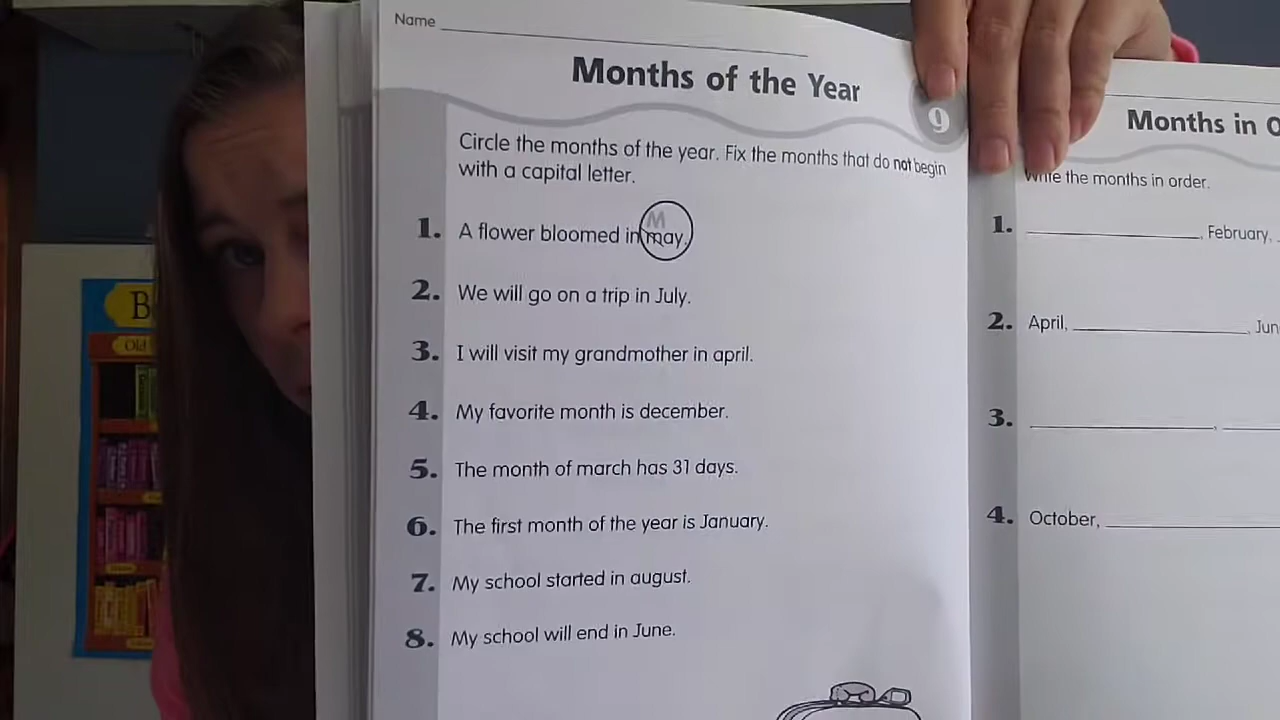 Name
Months of the Year
9
Circle the months of the year. Fix the months that do not begin
with a capital letter.
M
1. A flower bloomed in may.
2. We will go on a trip in July.
3. I will visit my grandmother in april.
4. My favorite month is december.
5. The month of march has 31 days.
6. The first month of the year is January.
7. My school started in august.
8. My school will end in June.
Months in O
Write the months in order.
1. , February,
2. April, , Jun
3. ,
4. October,
B
Old